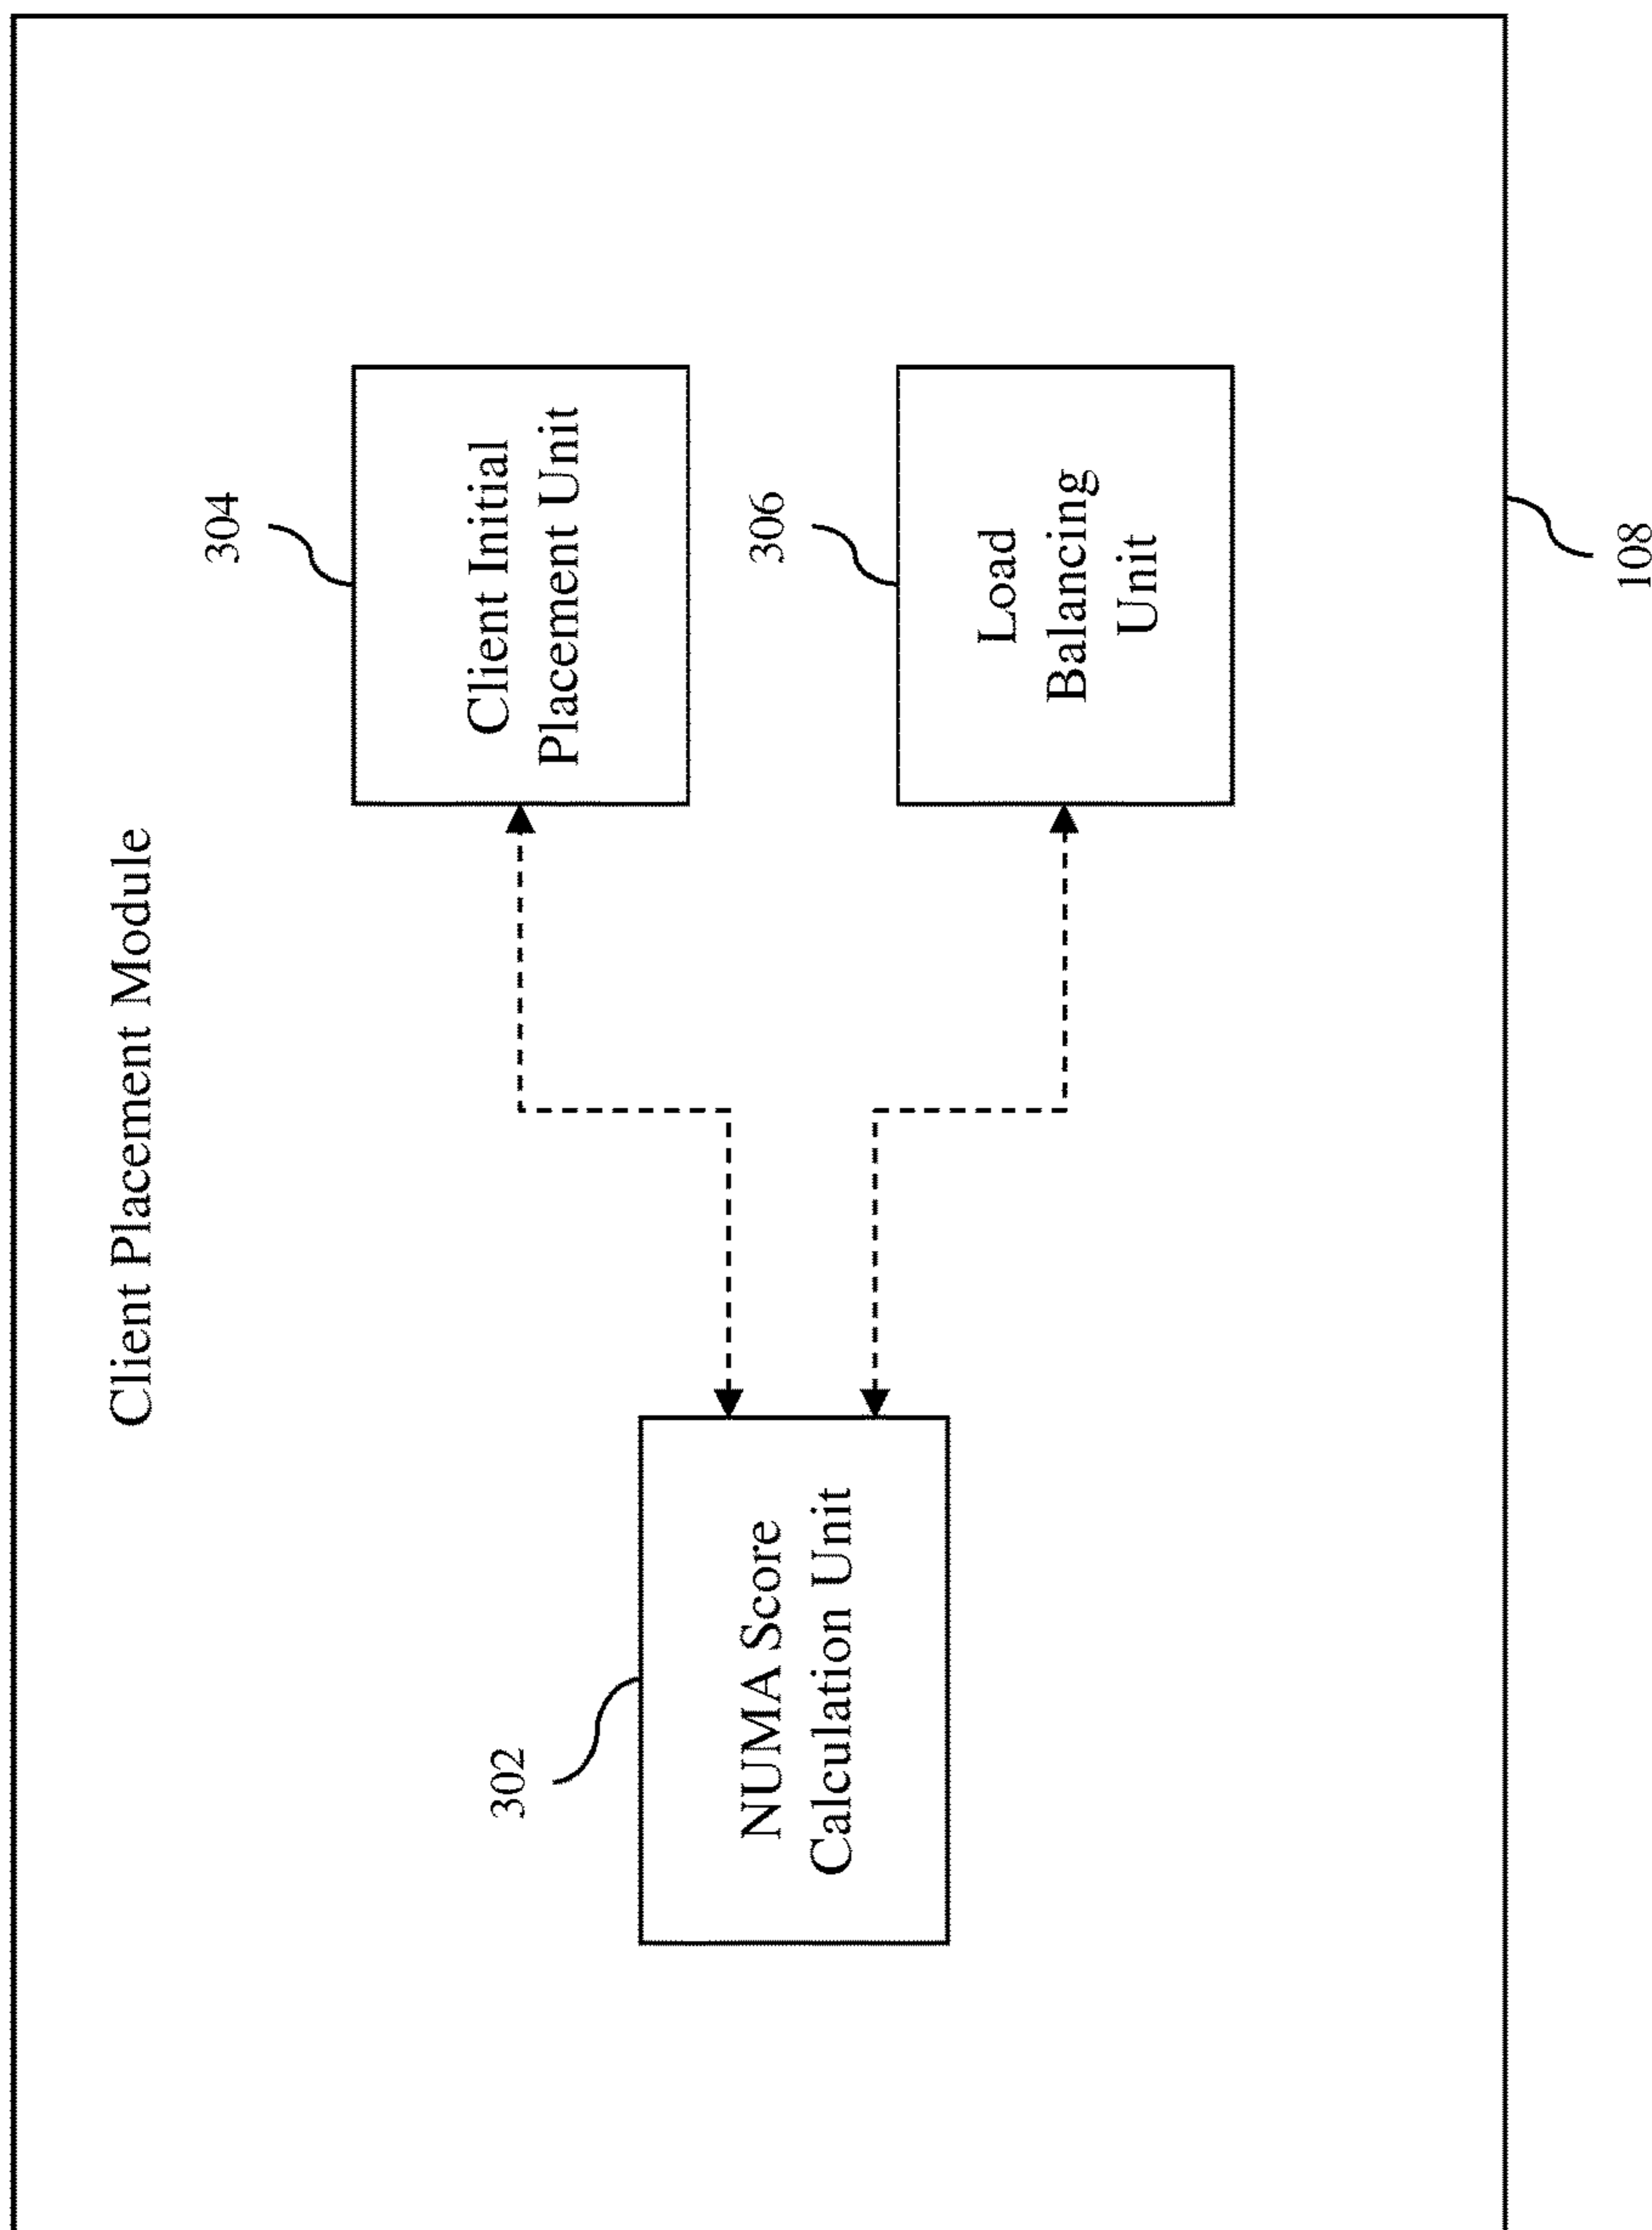 Client Placement Module
304
Client Initial
Placement Unit
302
NUMA Score
Calculation Unit
306
Load
Balancing
Unit
108